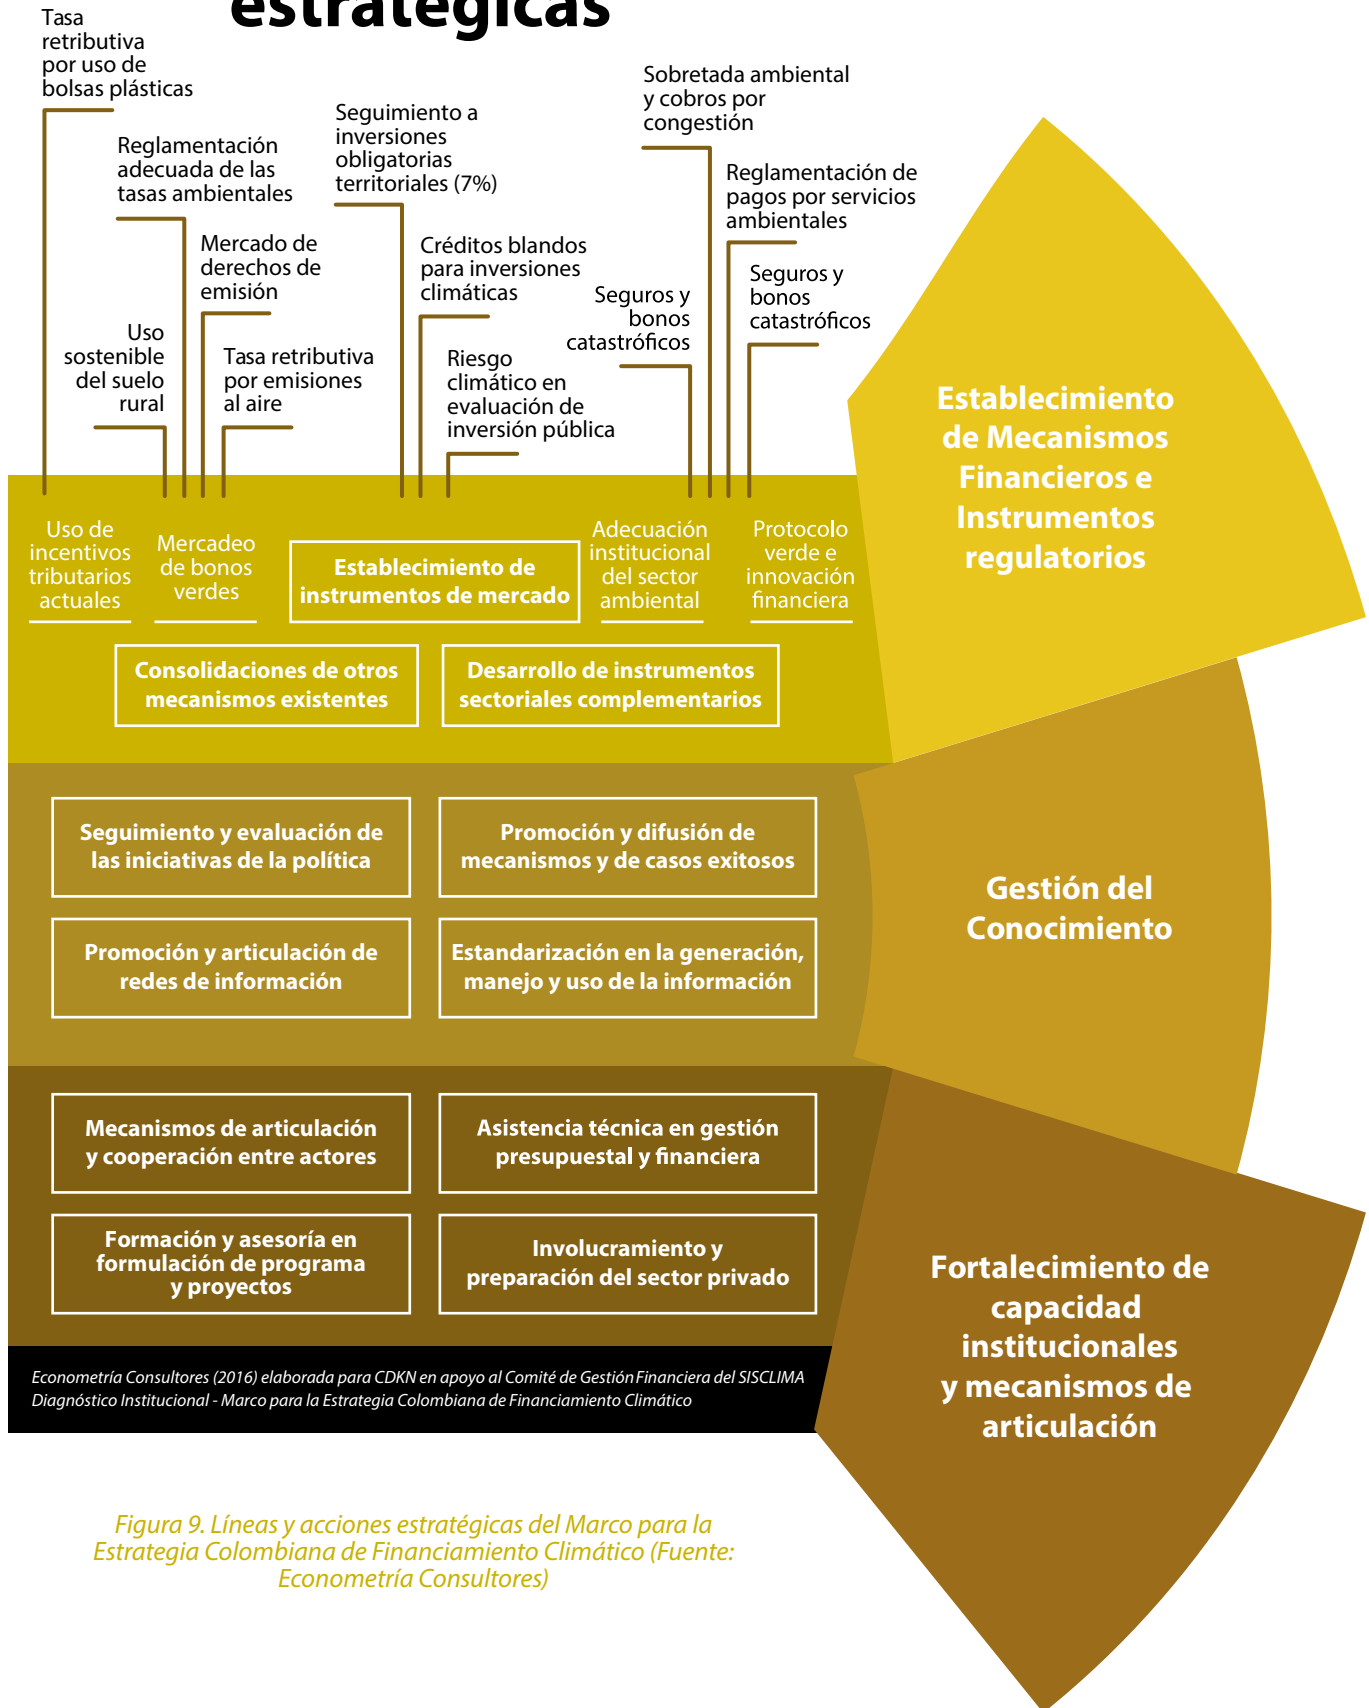 estratégicas
Tasa
retributiva
por uso de
bolsas plásticas
Reglamentación
adecuada de las
tasas ambientales
Mercado de
derechos de
emisión
Uso
sostenible
del suelo
rural
Tasa retributiva
por emisiones
al aire
Seguimiento a
inversiones
obligatorias
territoriales (7%)
Créditos blandos
para inversiones
climáticas
Riesgo
climático en
evaluación de
inversión pública
Sobretada ambiental
y cobros por
congestión
Reglamentación de
pagos por servicios
ambientales
Seguros y
bonos
catastróficos
Seguros y
bonos
catastróficos
Uso de
incentivos
tributarios
actuales
Mercadeo
de bonos
verdes
Establecimiento de
instrumentos de mercado
Adecuación
institucional
del sector
ambiental
Protocolo
verde e
innovación
financiera
Consolidaciones de otros
mecanismos existentes
Desarrollo de instrumentos
sectoriales complementarios
Establecimiento
de Mecanismos
Financieros e
Instrumentos
regulatorios
Seguimiento y evaluación de
las iniciativas de la política
Promoción y difusión de
mecanismos y de casos exitosos
Promoción y articulación de
redes de información
Estandarización en la generación,
manejo y uso de la información
Gestión del
Conocimiento
Mecanismos de articulación
y cooperación entre actores
Asistencia técnica en gestión
presupuestal y financiera
Formación y asesoría en
formulación de programa
y proyectos
Involucramiento y
preparación del sector privado
Fortalecimiento de
capacidad
institucionales
y mecanismos de
articulación
Econometría Consultores (2016) elaborada para CDKN en apoyo al Comité de Gestión Financiera del SISCLIMA
Diagnóstico Institucional - Marco para la Estrategia Colombiana de Financiamiento Climático
Figura 9. Líneas y acciones estratégicas del Marco para la
Estrategia Colombiana de Financiamiento Climático (Fuente:
Econometría Consultores)